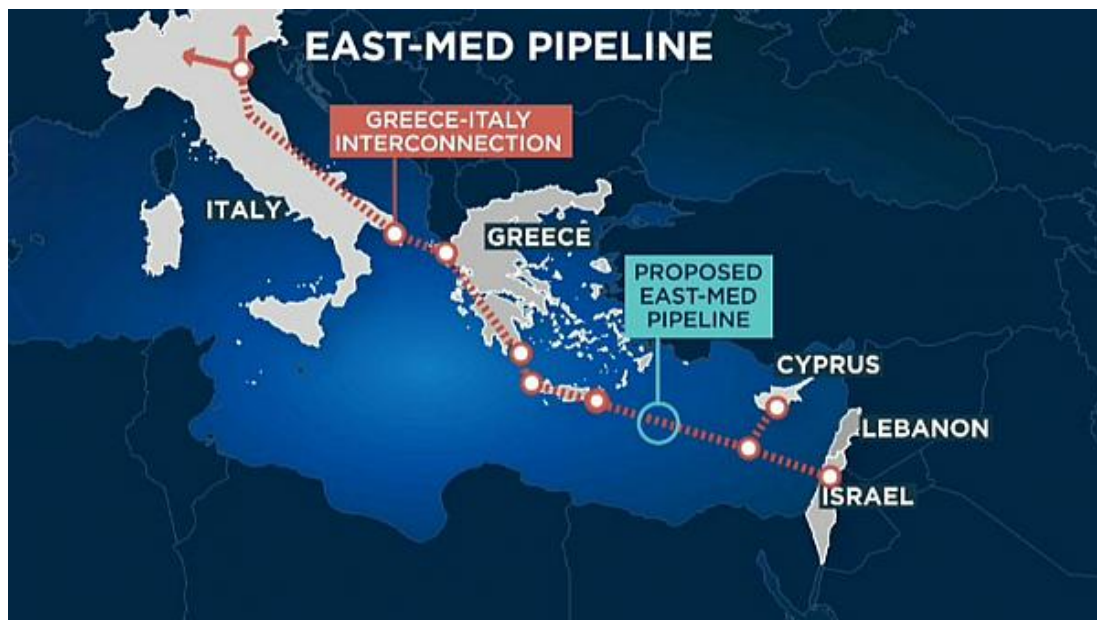 EAST-MED PIPELINE
GREECE-ITALY
INTERCONNECTION
ITALY
GREECE
PROPOSED
EAST-MED
PIPELINE
CYPRUS
LEBANON
ISRAEL